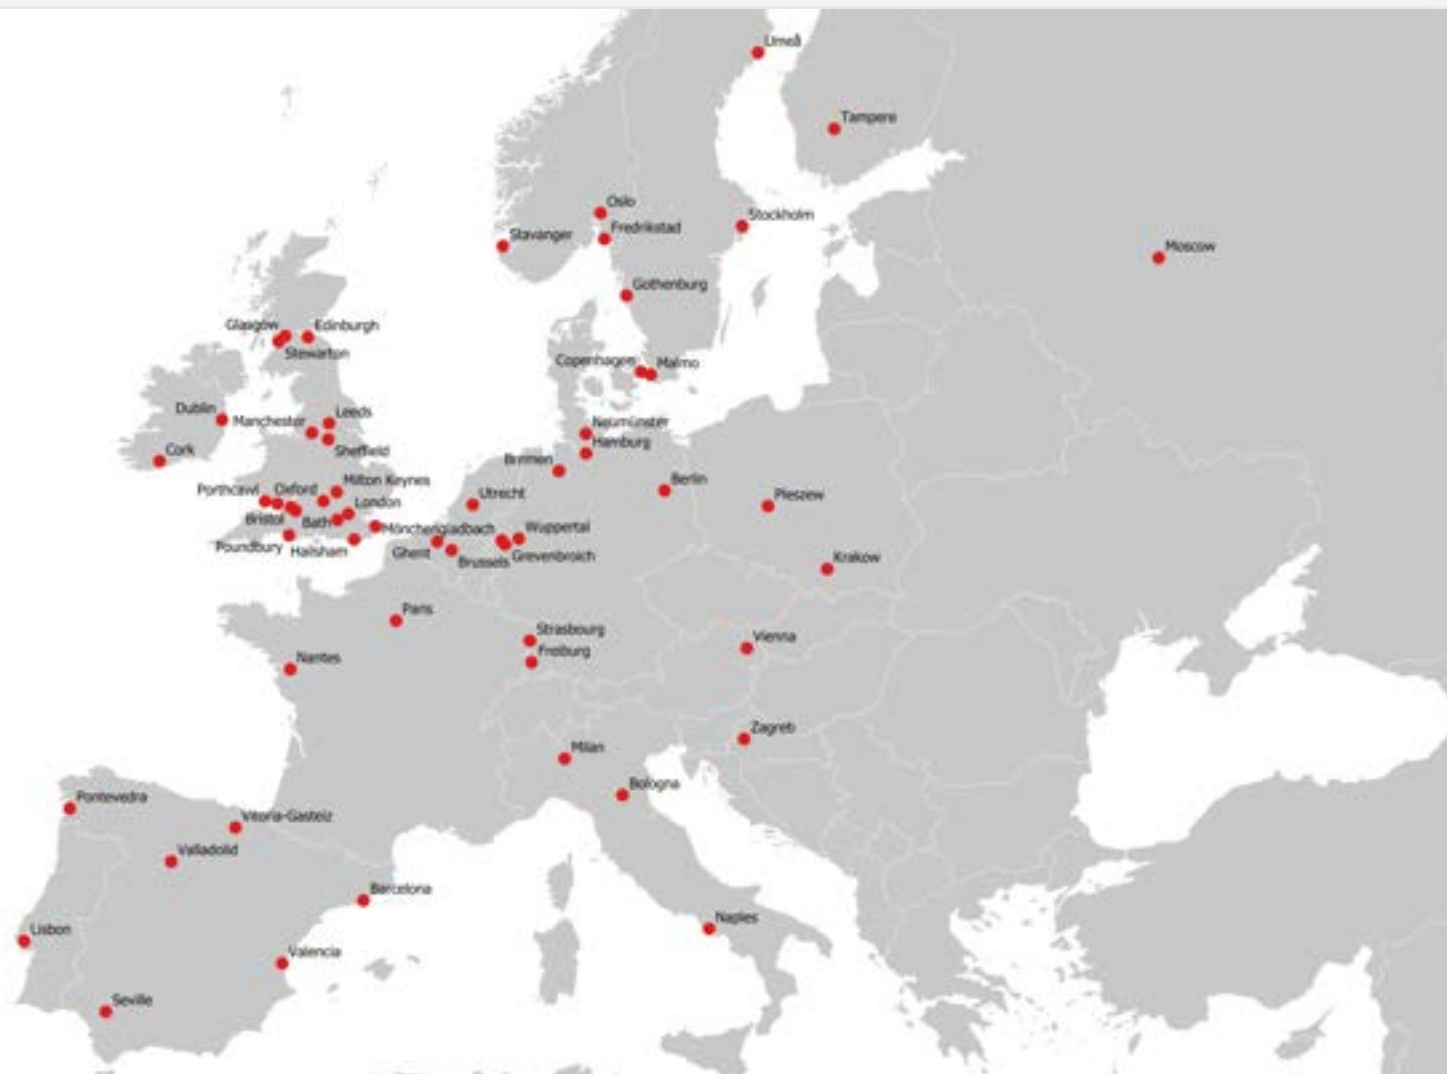 Umeå
Tampere
Oslo
Stockholm
Fredrikstad
Stavanger
Moscow
Gothenburg
Glasgow
Edinburgh
Stewarton
Copenhagen
Malmo
Dublin
Leeds
Manchester
Neumünster
Hamburg
Cork
Sheffield
Bremen
Berlin
Milton Keynes
Porthcawl
Oxford
Utrecht
Pleszew
London
Bristol
Bath
Mönchengladbach
Wuppertal
Poundbury
Hailsham
Ghent
Brussels
Grevenbroich
Krakow
Paris
Strasbourg
Vienna
Freiburg
Nantes
Zagreb
Milan
Bologna
Pontevedra
Vitoria-Gasteiz
Valladolid
Barcelona
Naples
Lisbon
Valencia
Seville